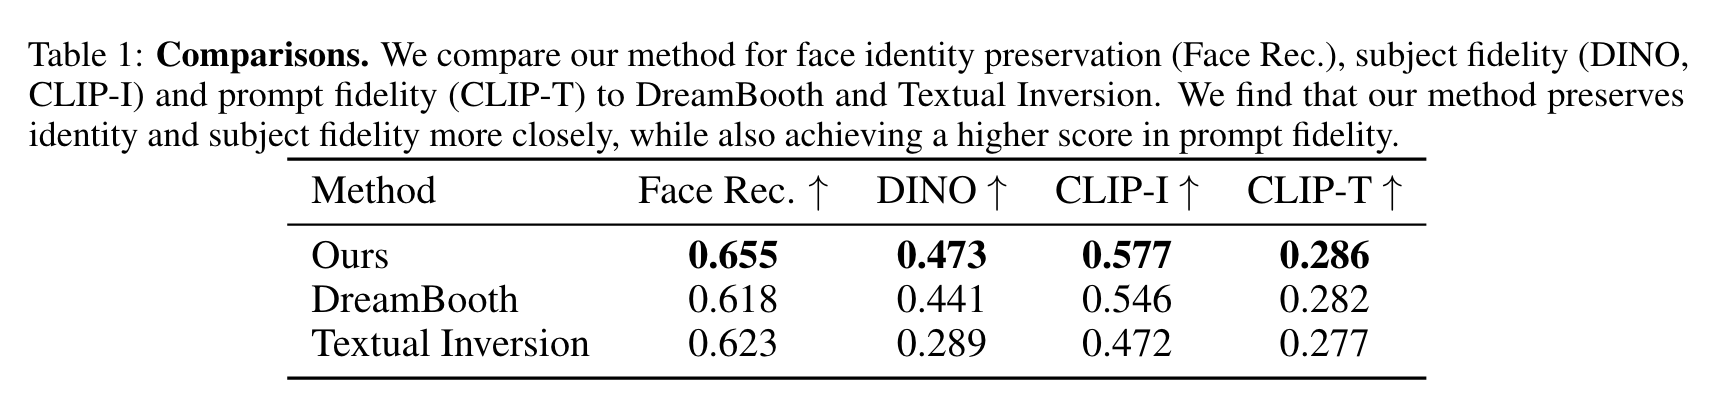 Table 1: Comparisons. We compare our method for face identity preservation (Face Rec.), subject fidelity (DINO,
CLIP-I) and prompt fidelity (CLIP-T) to DreamBooth and Textual Inversion. We find that our method preserves
identity and subject fidelity more closely, while also achieving a higher score in prompt fidelity.
Method Face Rec. ↑ DINO ↑ CLIP-I ↑ CLIP-T ↑
Ours 0.655 0.473 0.577 0.286
DreamBooth 0.618 0.441 0.546 0.282
Textual Inversion 0.623 0.289 0.472 0.277